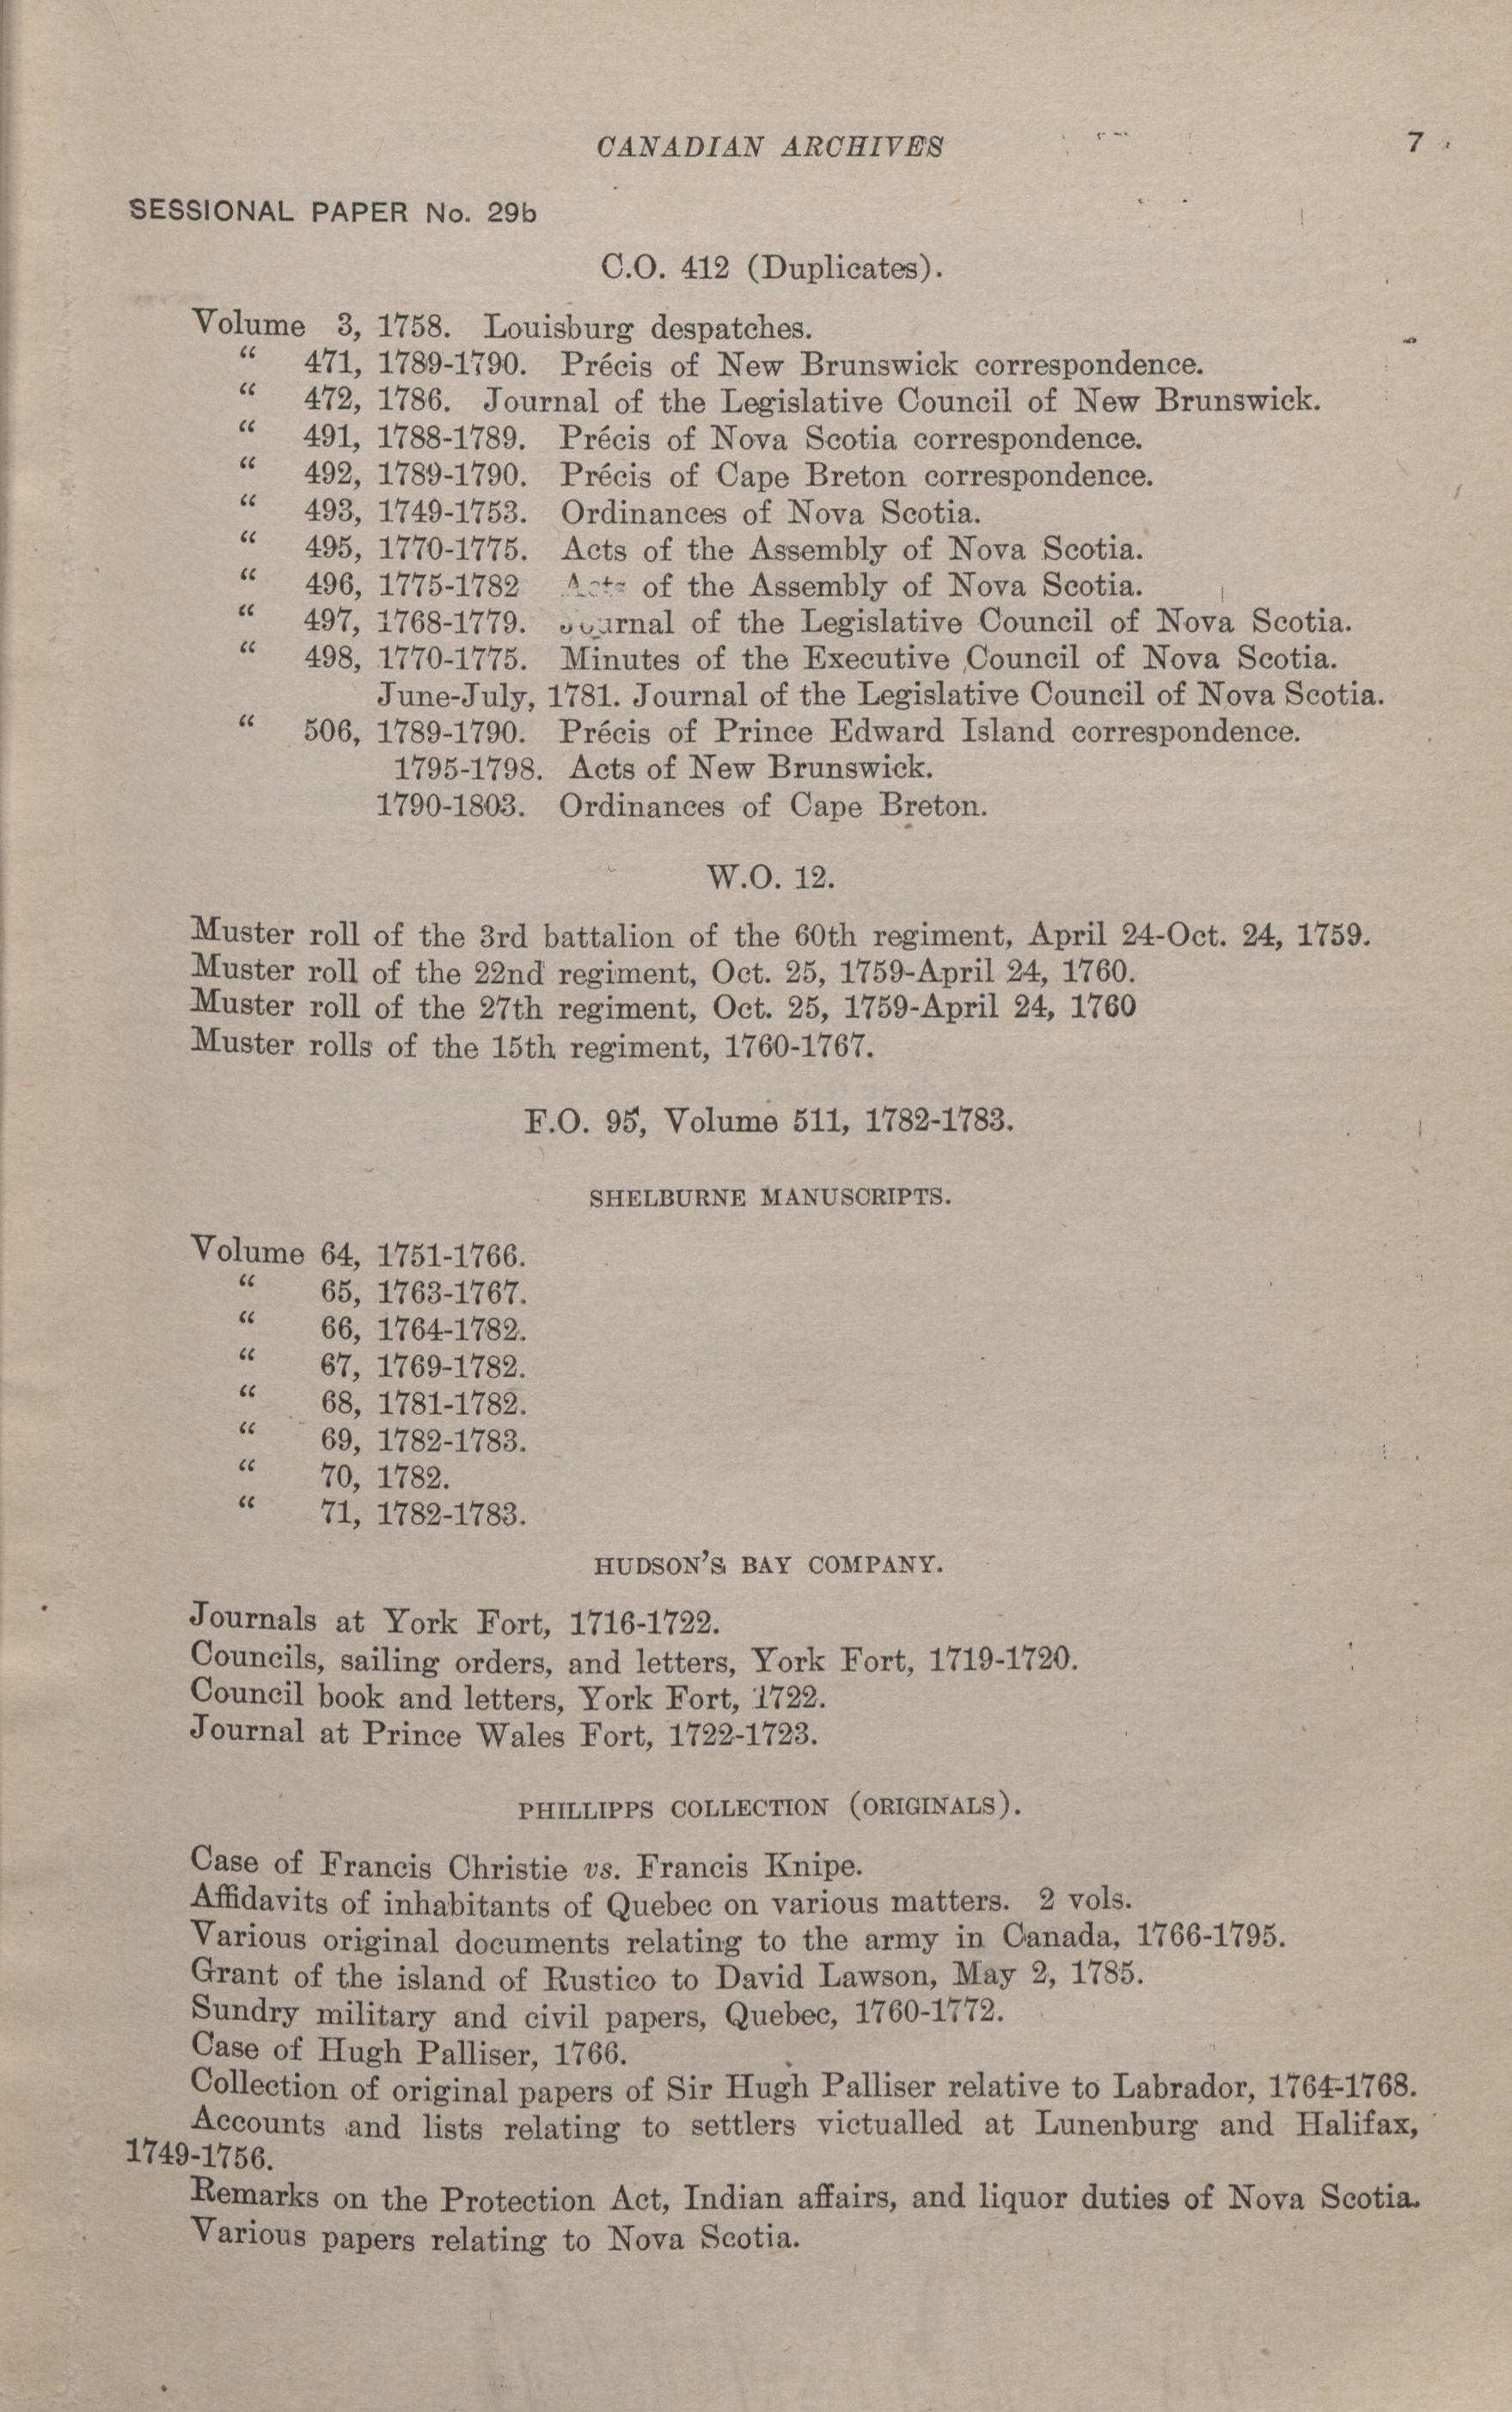 CANADIAN ARCHIVES 7
SESSIONAL PAPER No. 29b
C.O. 412 (Duplicates).
Volume 3, 1758. Louisburg despatches.
“ 471, 1789-1790. Précis of New Brunswick correspondence.
“ 472, 1786. Journal of the Legislative Council of New Brunswick.
“ 491, 1788-1789. Précis of Nova Scotia correspondence.
“ 492, 1789-1790. Précis of Cape Breton correspondence.
“ 493, 1749-1753. Ordinances of Nova Scotia.
“ 495, 1770-1775. Acts of the Assembly of Nova Scotia.
“ 496, 1775-1782 Acts of the Assembly of Nova Scotia.
“ 497, 1768-1779. Journal of the Legislative Council of Nova Scotia.
“ 498, 1770-1775. Minutes of the Executive Council of Nova Scotia.
June-July, 1781. Journal of the Legislative Council of Nova Scotia.
“ 506, 1789-1790. Précis of Prince Edward Island correspondence.
1795-1798. Acts of New Brunswick.
1790-1803. Ordinances of Cape Breton.
W.O. 12.
Muster roll of the 3rd battalion of the 60th regiment, April 24-Oct. 24, 1759.
Muster roll of the 22nd regiment, Oct. 25, 1759-April 24, 1760.
Muster roll of the 27th regiment, Oct. 25, 1759-April 24, 1760
Muster rolls of the 15th regiment, 1760-1767.
F.O. 95, Volume 511, 1782-1783.
SHELBURNE MANUSCRIPTS.
Volume 64, 1751-1766.
“ 65, 1763-1767.
“ 66, 1764-1782.
“ 67, 1769-1782.
“ 68, 1781-1782.
“ 69, 1782-1783.
“ 70, 1782.
“ 71, 1782-1783.
HUDSON'S BAY COMPANY.
Journals at York Fort, 1716-1722.
Councils, sailing orders, and letters, York Fort, 1719-1720.
Council book and letters, York Fort, 1722.
Journal at Prince Wales Fort, 1722-1723.
PHILLIPPS COLLECTION (ORIGINALS).
Case of Francis Christie vs. Francis Knipe.
Affidavits of inhabitants of Quebec on various matters. 2 vols.
Various original documents relating to the army in Canada, 1766-1795.
Grant of the island of Rustico to David Lawson, May 2, 1785.
Sundry military and civil papers, Quebec, 1760-1772.
Case of Hugh Palliser, 1766.
Collection of original papers of Sir Hugh Palliser relative to Labrador, 1764-1768.
Accounts and lists relating to settlers victualled at Lunenburg and Halifax,
1749-1756.
Remarks on the Protection Act, Indian affairs, and liquor duties of Nova Scotia.
Various papers relating to Nova Scotia.